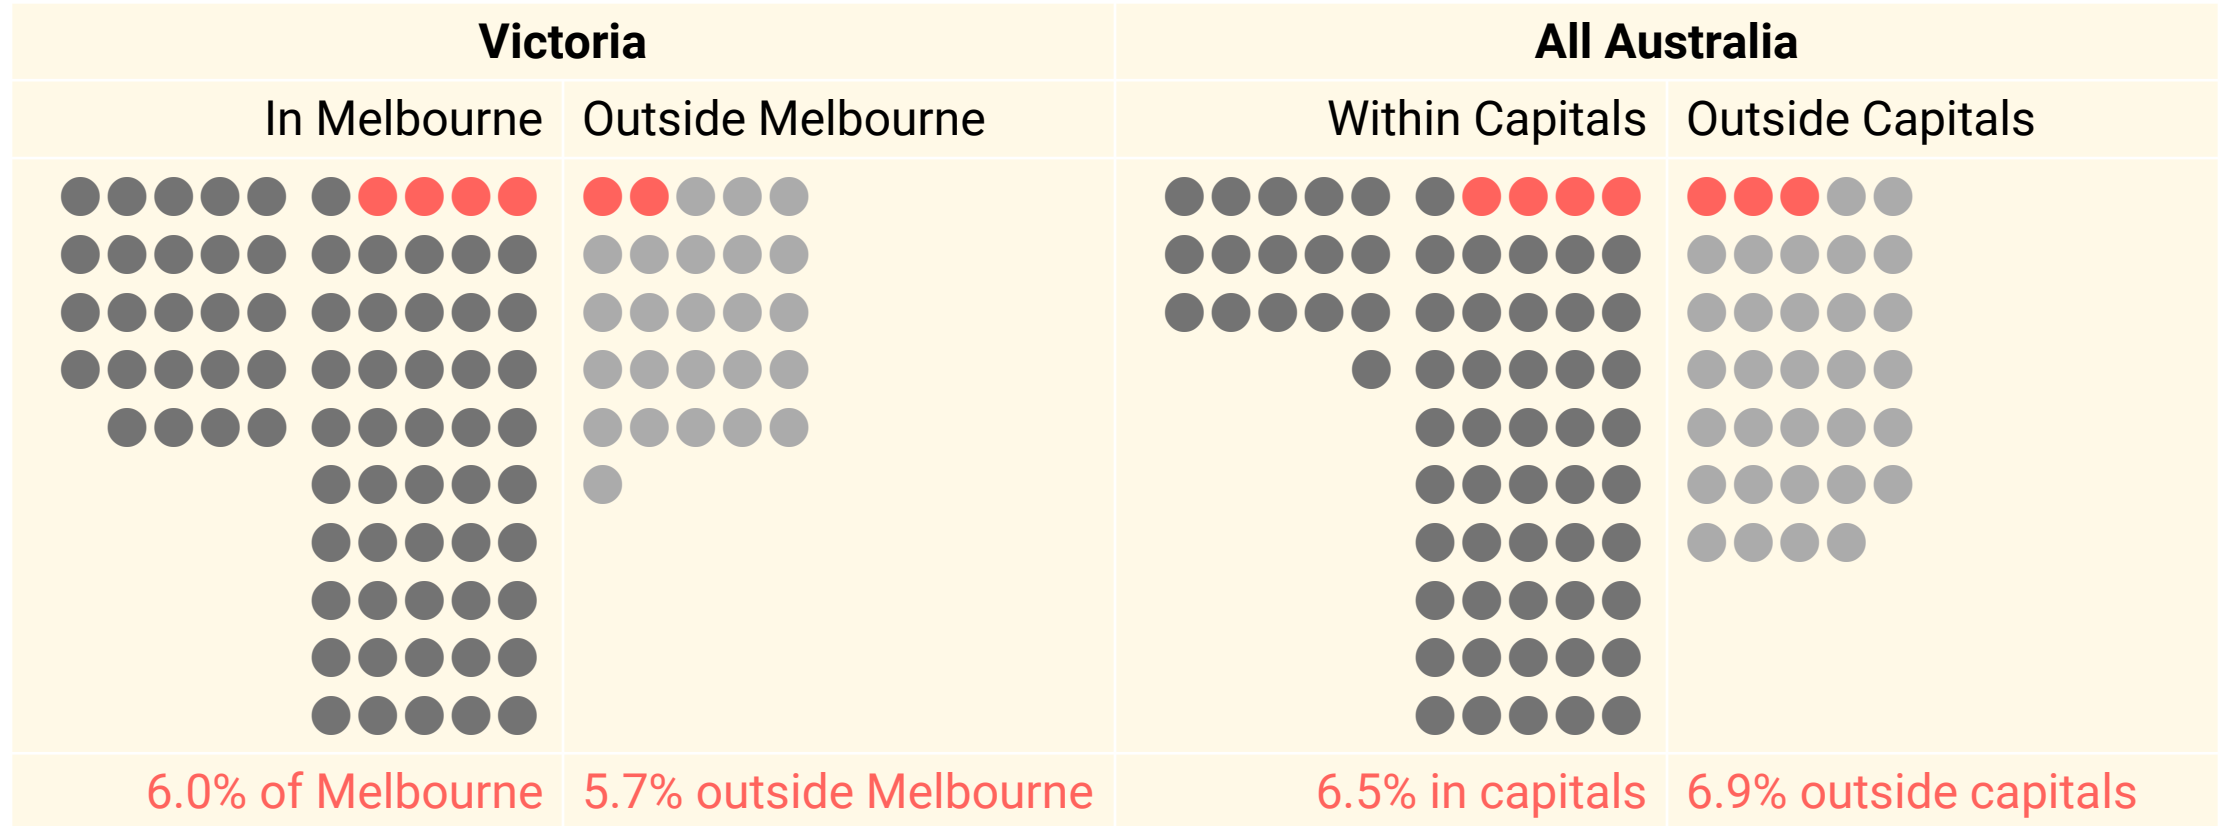 Victoria
All Australia
In Melbourne
Outside Melbourne
Within Capitals
Outside Capitals
6.0% of Melbourne
5.7% outside Melbourne
6.5% in capitals
6.9% outside capitals